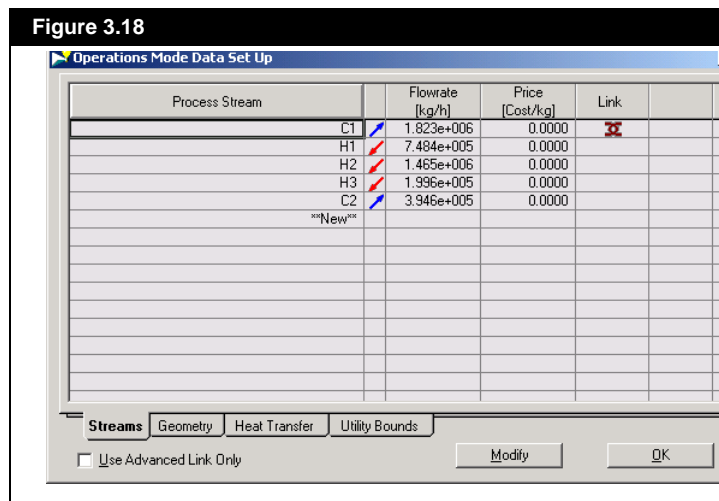 Figure 3.18
Operations Mode Data Set Up
Process Stream Flowrate [kg/h] Price [Cost/kg] Link
C1 1.823e+006 0.0000
H1 7.484e+005 0.0000
H2 1.465e+006 0.0000
H3 1.996e+005 0.0000
C2 3.946e+005 0.0000
**New**
Streams Geometry Heat Transfer Utility Bounds
Use Advanced Link Only Modify OK